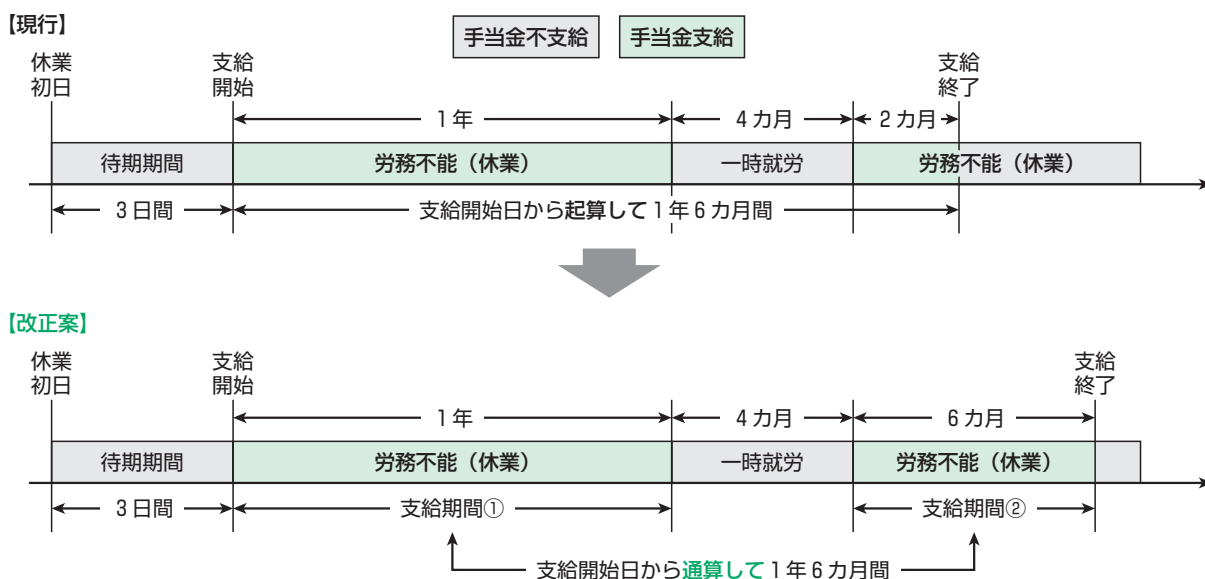 【現行】
手当金不支給 手当金支給
休業
初日
支給
開始
支給
終了
1年 4カ月 2カ月
待期期間 労務不能（休業） 一時就労 労務不能（休業）
3日間 支給開始日から起算して1年6カ月間
【改正案】
休業
初日
支給
開始
支給
終了
1年 4カ月 6カ月
待期期間 労務不能（休業） 一時就労 労務不能（休業）
3日間 支給期間① 支給期間②
支給開始日から通算して1年6カ月間